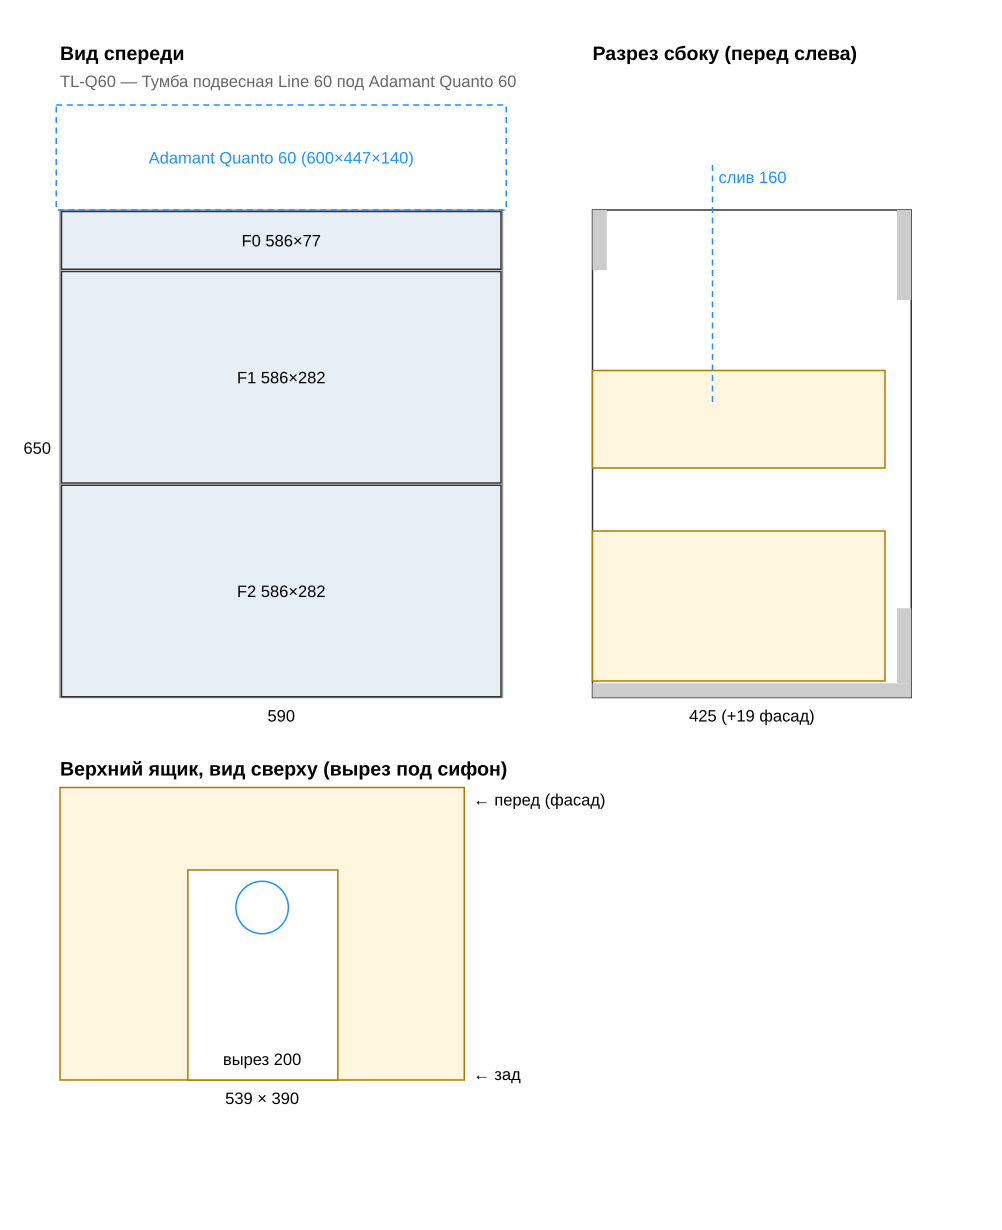 Вид спереди
Разрез сбоку (перед слева)
TL-Q60 — Тумба подвесная Line 60 под Adamant Quanto 60
Adamant Quanto 60 (600×447×140)
слив 160
F0 586×77
F1 586×282
650
F2 586×282
590
425 (+19 фасад)
Верхний ящик, вид сверху (вырез под сифон)
← перед (фасад)
вырез 200
← зад
539 × 390